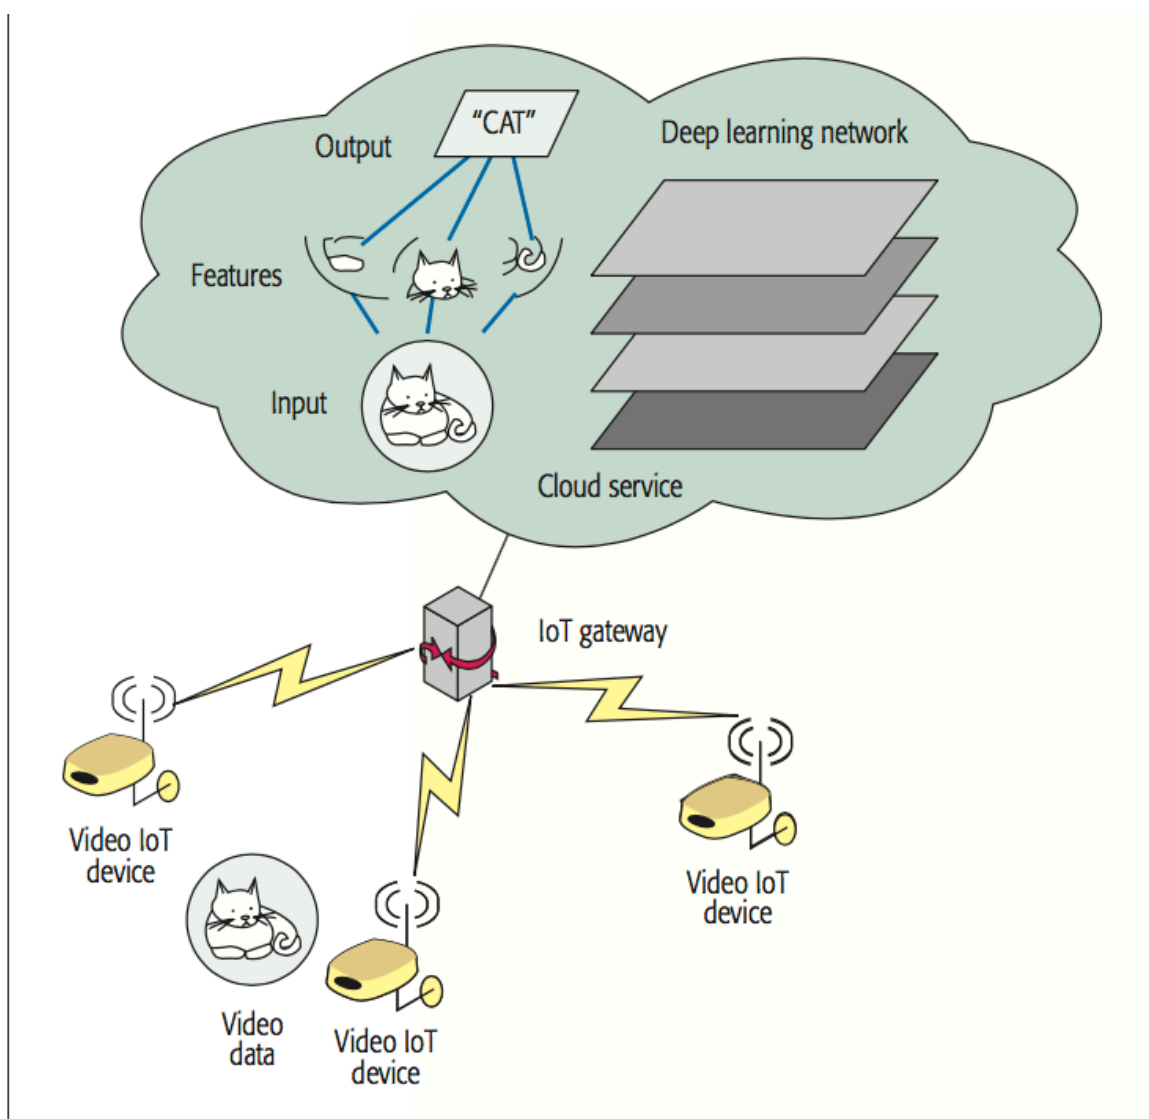 "CAT"
Output
Deep learning network
Features
Input
Cloud service
IoT gateway
Video IoT
device
Video IoT
device
Video
data
Video IoT
device